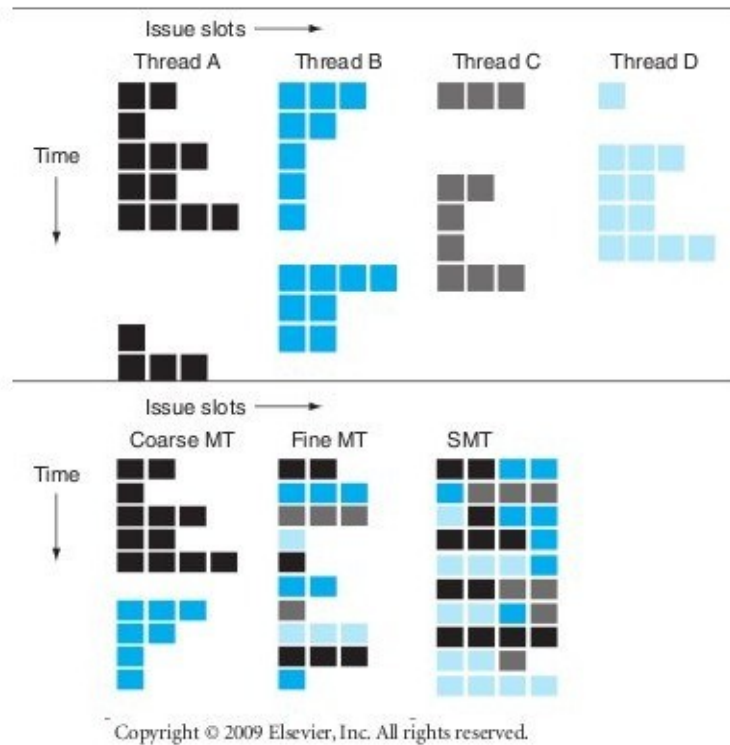 Issue slots
Thread A Thread B Thread C Thread D
Time
Issue slots
Coarse MT Fine MT SMT
Time
Copyright © 2009 Elsevier, Inc. All rights reserved.